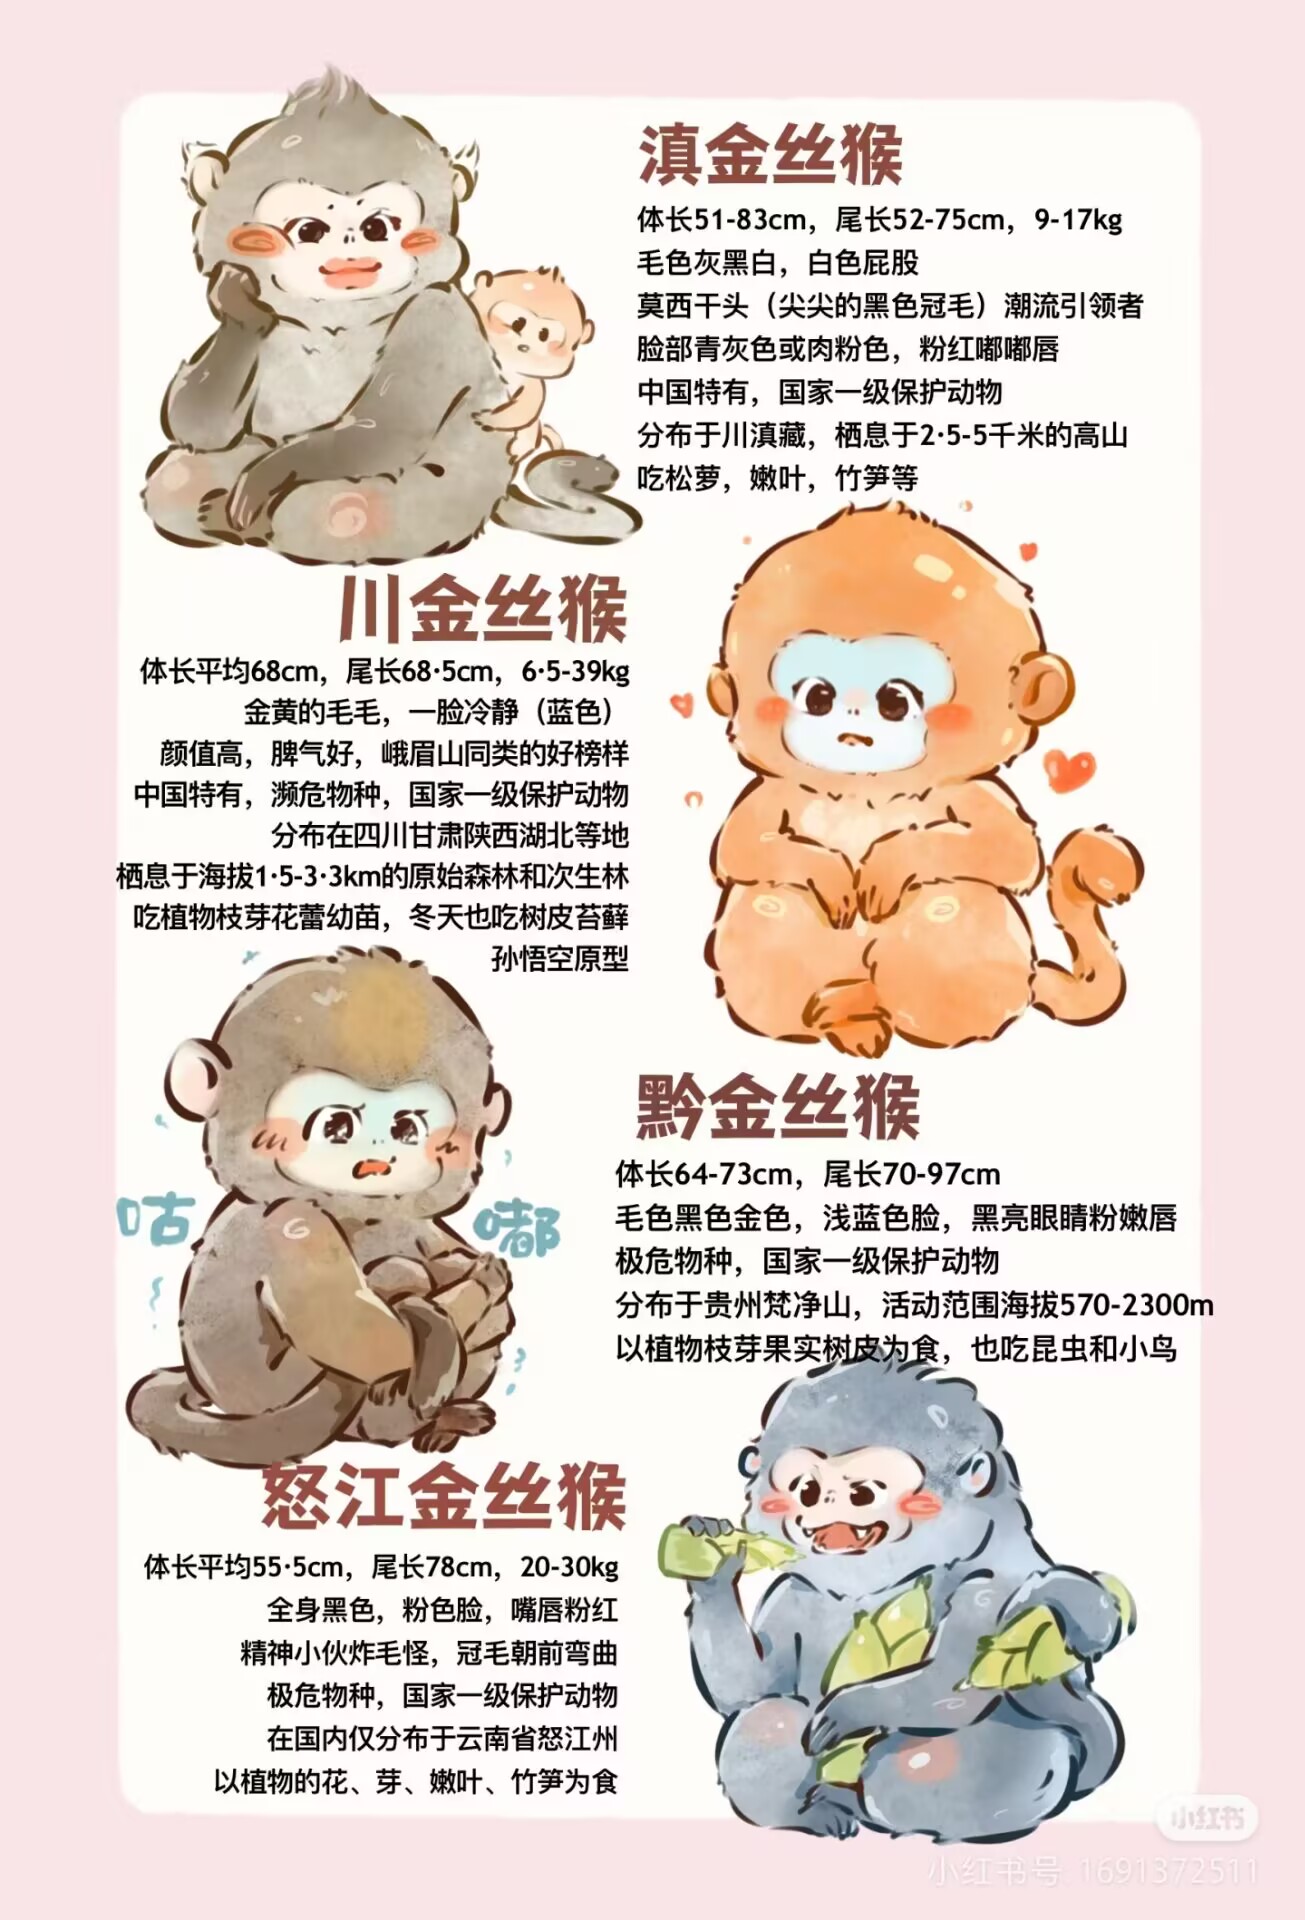 滇金丝猴
体长51-83cm，尾长52-75cm，9-17kg
毛色灰黑白，白色屁股
莫西干头（尖尖的黑色冠毛）潮流引领者
脸部青灰色或肉粉色，粉红嘟嘟唇
中国特有，国家一级保护动物
分布于川滇藏，栖息于2·5-5千米的高山
吃松萝，嫩叶，竹笋等
川金丝猴
体长平均68cm，尾长68·5cm，6·5-39kg
金黄的毛毛，一脸冷静（蓝色）
颜值高，脾气好，峨眉山同类的好榜样
中国特有，濒危物种，国家一级保护动物
分布在四川甘肃陕西湖北等地
栖息于海拔1·5-3·3km的原始森林和次生林
吃植物枝芽花蕾幼苗，冬天也吃树皮苔藓
孙悟空原型
黔金丝猴
体长64-73cm，尾长70-97cm
毛色黑色金色，浅蓝色脸，黑亮眼睛粉嫩唇
极危物种，国家一级保护动物
分布于贵州梵净山，活动范围海拔570-2300m
以植物枝芽果实树皮为食，也吃昆虫和小鸟
咕
嘟
怒江金丝猴
体长平均55·5cm，尾长78cm，20-30kg
全身黑色，粉色脸，嘴唇粉红
精神小伙炸毛怪，冠毛朝前弯曲
极危物种，国家一级保护动物
在国内仅分布于云南省怒江州
以植物的花、芽、嫩叶、竹笋为食
小红书
小红书号 1691372511